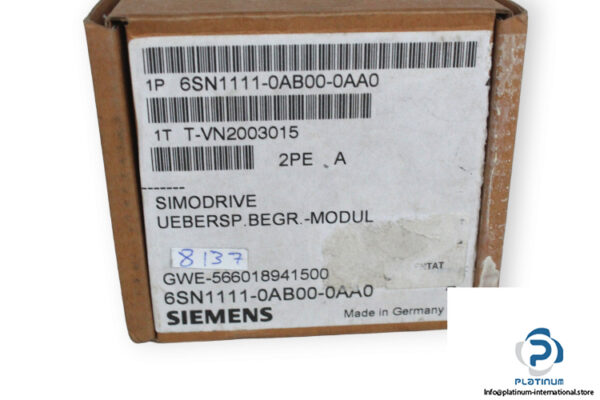 1P 6SN1111-0AB00-0AA0
1T T-VN2003015
2PE A
SIMODRIVE
UEBERSP.BEGR.-MODUL
8137
GWE-566018941500
6SN1111-0AB00-0AA0
SIEMENS
Made in Germany
PLATINUM
Info@platinum-international.store